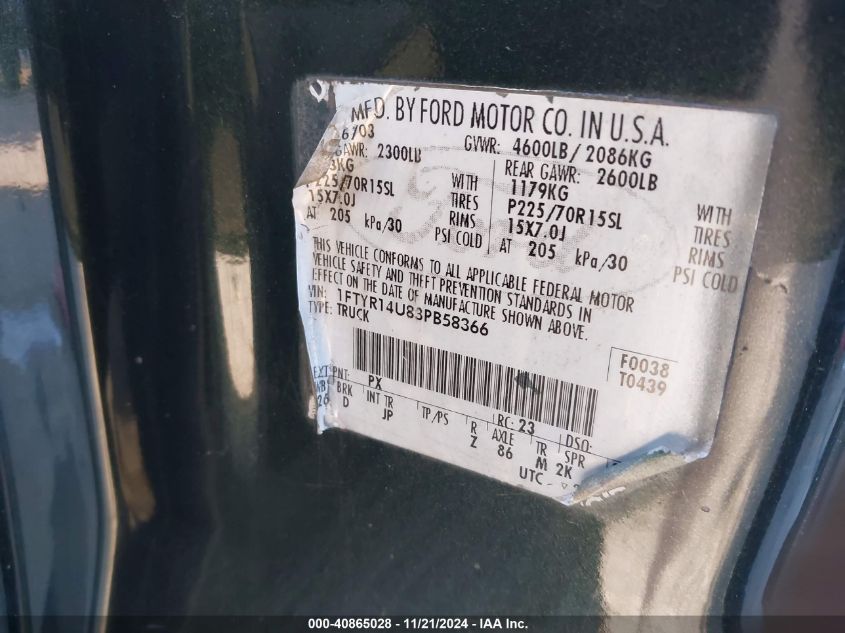 MFD. BY FORD MOTOR CO. IN U.S.A.
6/03 GVWR: 4600LB/ 2086KG
GAWR: 2300LB REAR GAWR: 2600LB
KG WITH 1179KG WITH
P225/70R15SL TIRES P225/70R15SL TIRES
15X7.0J RIMS 15X7.0J RIMS
AT 205 kPa/30 PSI COLD AT 205 kPa/30 PSI COLD
THIS VEHICLE CONFORMS TO ALL APPLICABLE FEDERAL MOTOR
VEHICLE SAFETY AND THEFT PREVENTION STANDARDS IN
EFFECT ON THE DATE OF MANUFACTURE SHOWN ABOVE.
VIN: 1FTYR14U83PB58366
TYPE: TRUCK
F0038
T0439
EXT PNT: PX RC: 23 DSO:
WB BRK INT TR TP/PS R AXLE TR SPR
26 D JP Z 86 M 2K
UTC
000-40865028 - 11/21/2024 - IAA Inc.